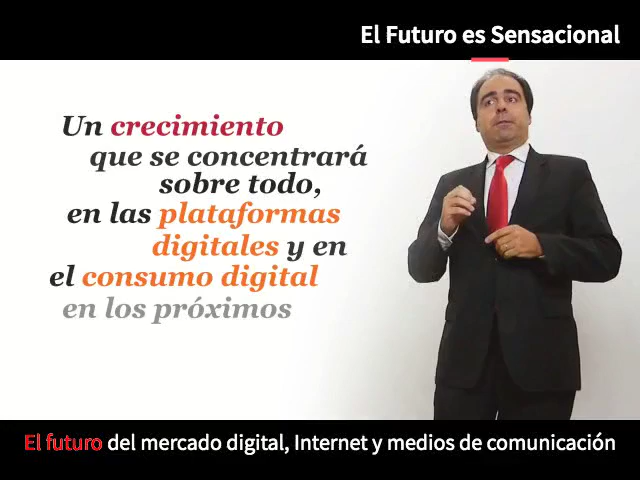 El Futuro es Sensacional
Un crecimiento
que se concentrará
sobre todo,
en las plataformas
digitales y en
el consumo digital
en los próximos
El futuro del mercado digital, Internet y medios de comunicación